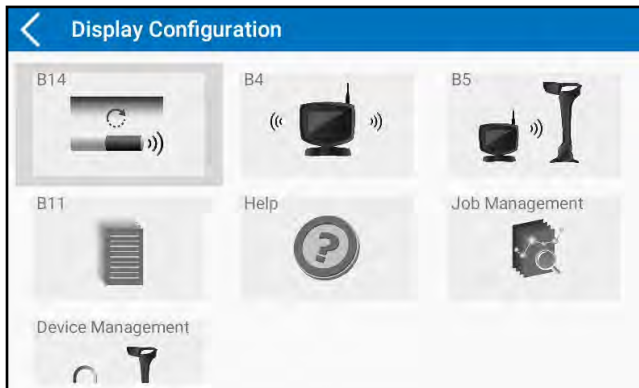 Display Configuration
B14
B4
B5
B11
Help
Job Management
Device Management